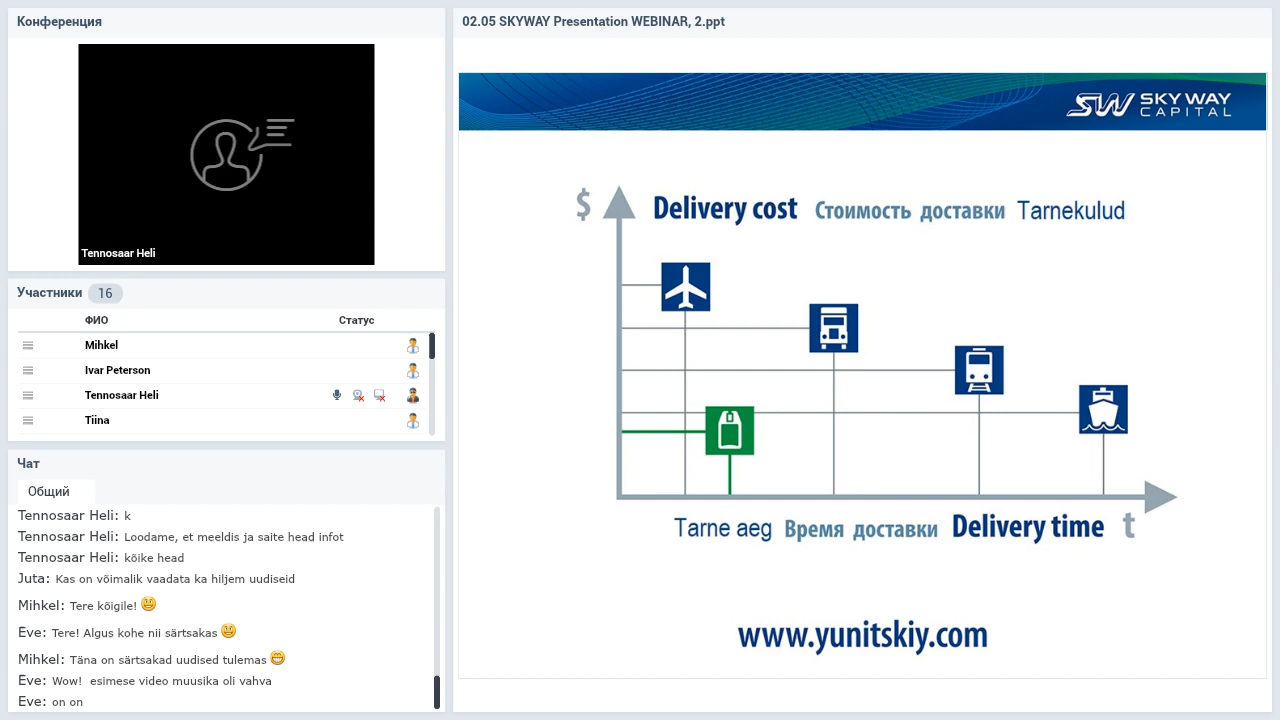 Конференция
Tennosaar Heli
Участники 16
ФИО Статус
Mihkel
Ivar Peterson
Tennosaar Heli
Tiina
Чат
Общий
Tennosaar Heli: k
Tennosaar Heli: Loodame, et meeldis ja saite head infot
Tennosaar Heli: kõike head
Juta: Kas on võimalik vaadata ka hiljem uudiseid
Mihkel: Tere kõigile!
Eve: Tere! Algus kohe nii särtsakas
Mihkel: Täna on särtsakad uudised tulemas
Eve: Wow! esimese video muusika oli vahva
Eve: on on
02.05 SKYWAY Presentation WEBINAR, 2.ppt
SW SKY WAY
CAPITAL
$ Delivery cost Стоимость доставки Tarnekulud
Tarne aeg Время доставки Delivery time t
www.yunitskiy.com